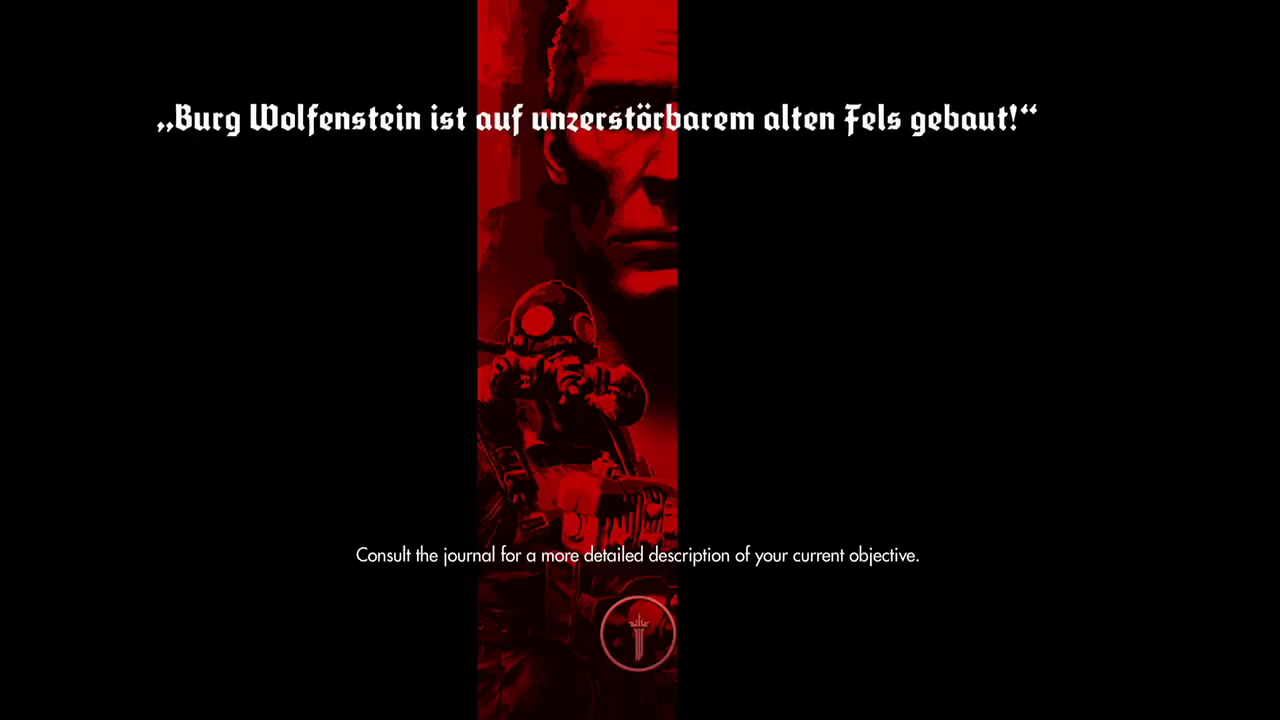 „Burg Wolfenstein ist auf unzerstörbarem alten Fels gebaut!“
Consult the journal for a more detailed description of your current objective.